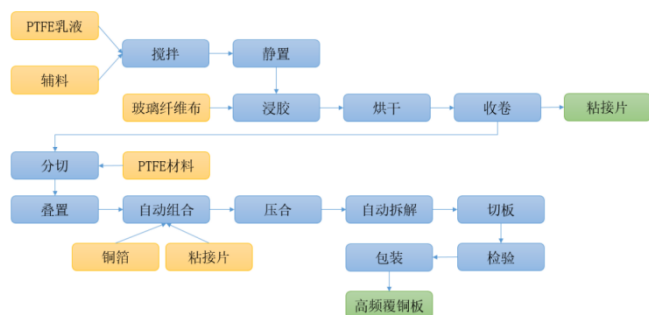 PTFE乳液
搅拌
静置
辅料
玻璃纤维布
浸胶
烘干
收卷
粘接片
分切
PTFE材料
叠置
自动组合
压合
自动拆解
切板
铜箔
粘接片
包装
检验
高频覆铜板